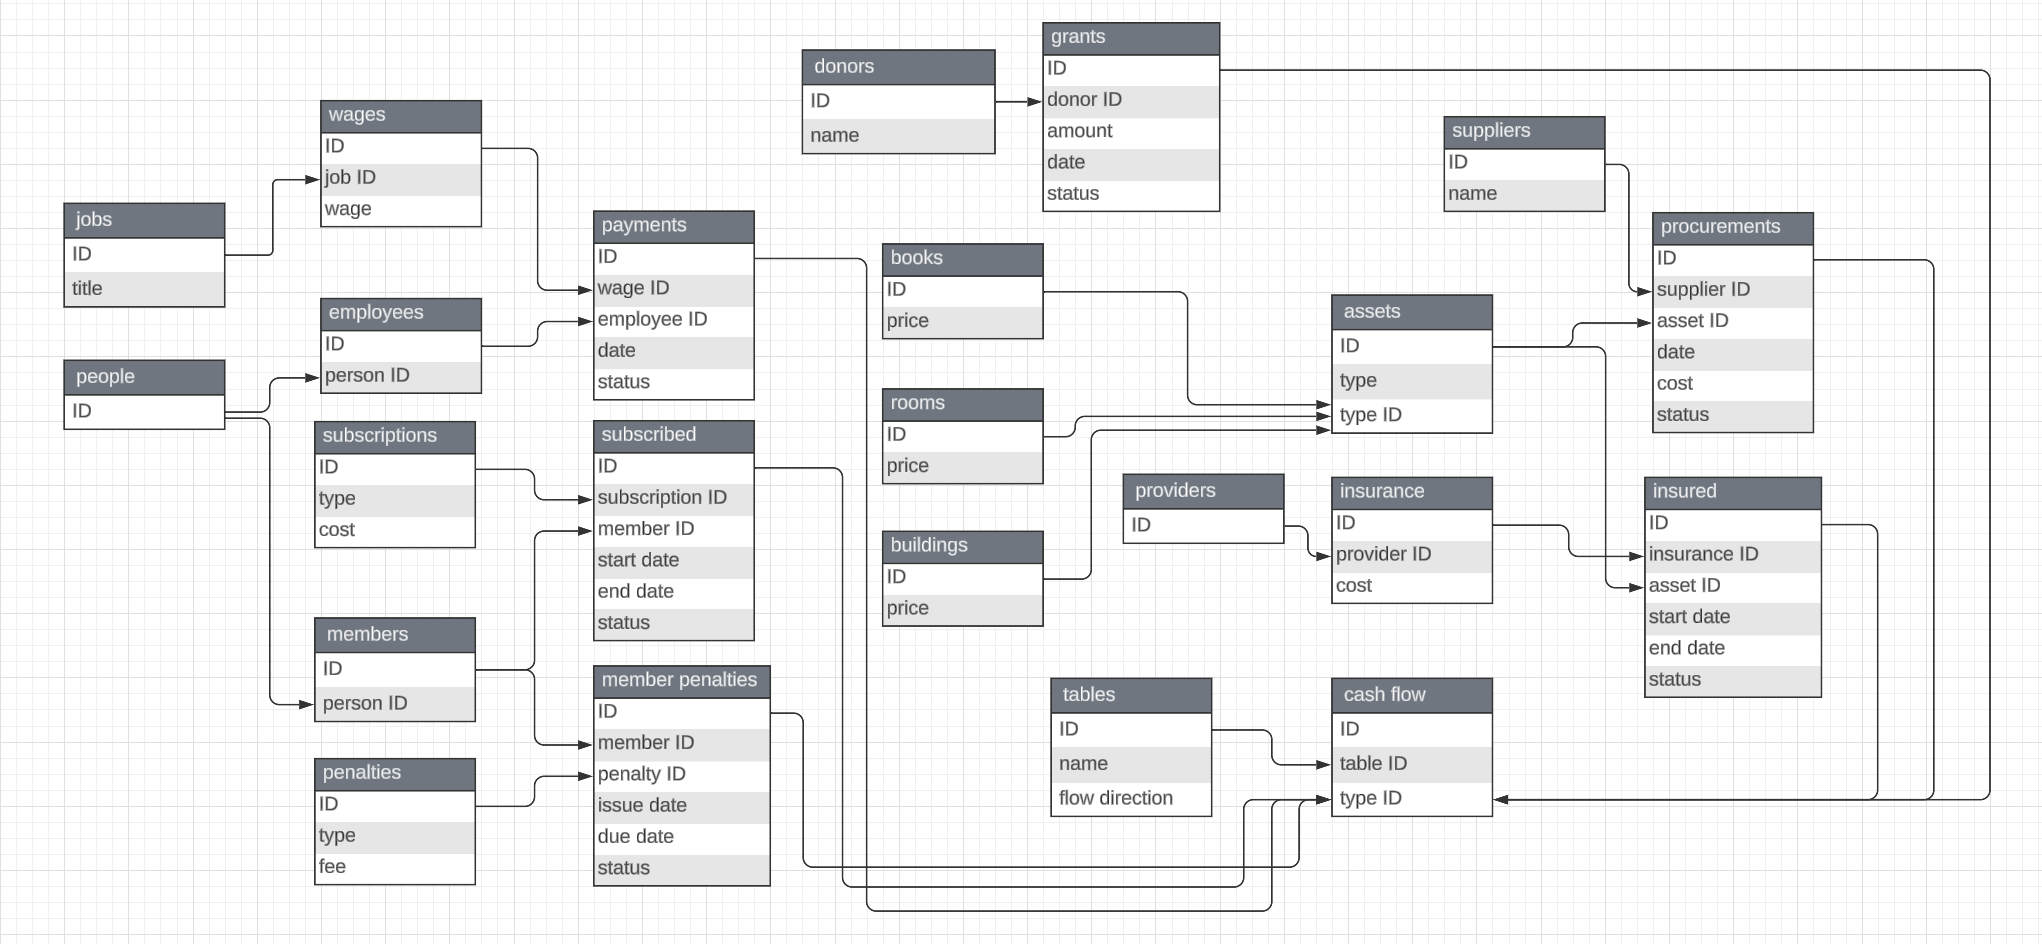 grants
ID
donor ID
amount
date
status
donors
ID
name
wages
ID
job ID
wage
suppliers
ID
name
jobs
ID
title
payments
ID
wage ID
employee ID
date
status
procurements
ID
supplier ID
asset ID
date
cost
status
books
ID
price
employees
ID
person ID
assets
ID
type
type ID
people
ID
rooms
ID
price
subscriptions
ID
type
cost
subscribed
ID
subscription ID
member ID
start date
end date
status
providers
ID
insurance
ID
provider ID
cost
insured
ID
insurance ID
asset ID
start date
end date
status
buildings
ID
price
members
ID
person ID
member penalties
ID
member ID
penalty ID
issue date
due date
status
tables
ID
name
flow direction
cash flow
ID
table ID
type ID
penalties
ID
type
fee